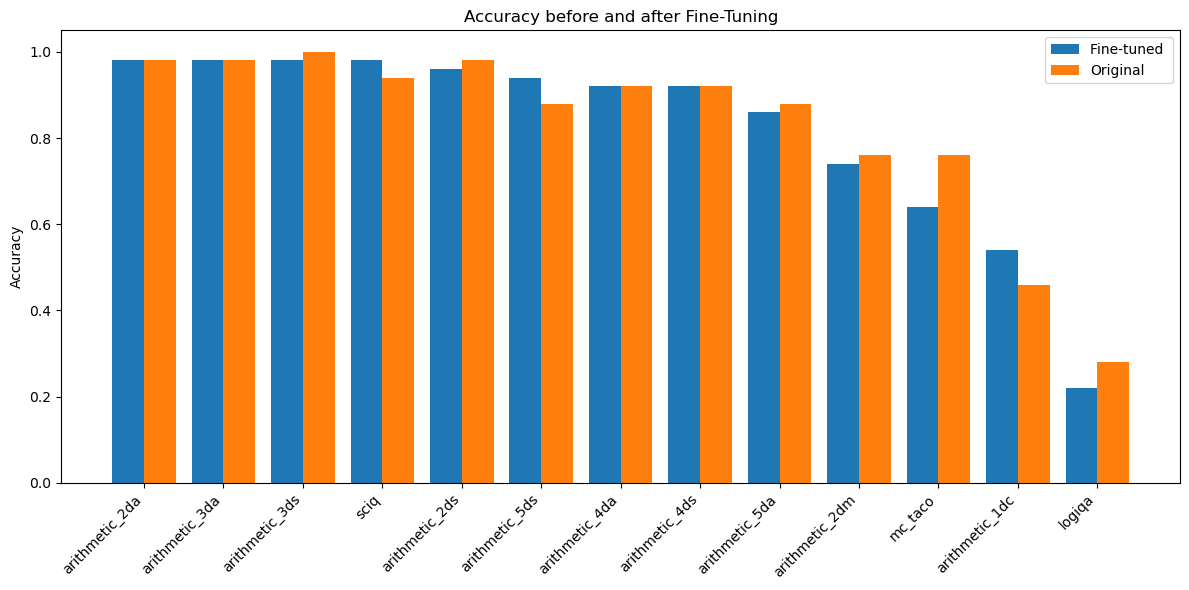 Accuracy before and after Fine-Tuning
Fine-tuned
Original
Accuracy
1.0
0.8
0.6
0.4
0.2
0.0
arithmetic_2da
arithmetic_3da
arithmetic_3ds
sciq
arithmetic_2ds
arithmetic_5ds
arithmetic_4da
arithmetic_4ds
arithmetic_5da
arithmetic_2dm
mc_taco
arithmetic_1dc
logiqa